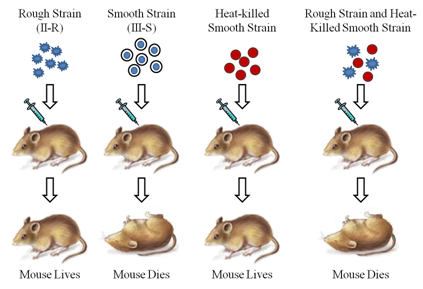 Rough Strain
(II-R)
Smooth Strain
(III-S)
Heat-killed
Smooth Strain
Rough Strain and Heat-
Killed Smooth Strain
Mouse Lives
Mouse Dies
Mouse Lives
Mouse Dies